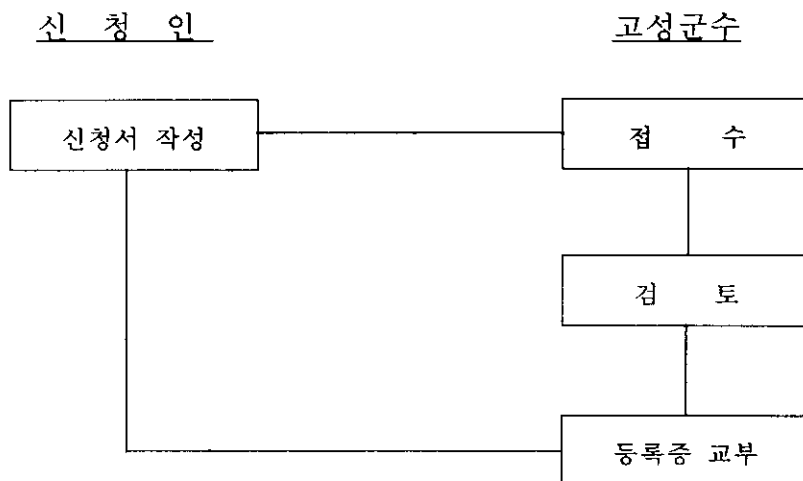 신 청 인
고성군수
신청서 작성
접 수
검 토
등록증 교부